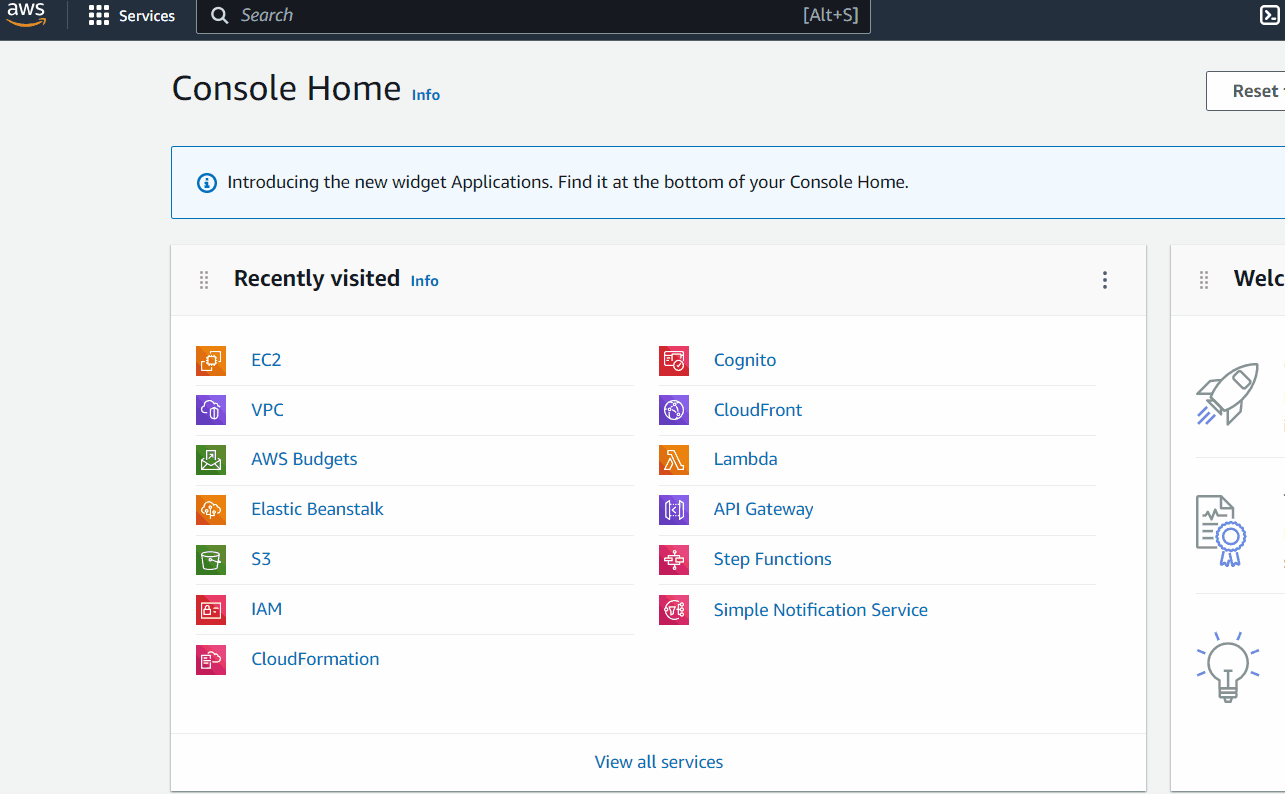 aws
Services
Search
[Alt+S]
Console Home Info
Reset
Introducing the new widget Applications. Find it at the bottom of your Console Home.
Recently visited Info
Welc
EC2
VPC
AWS Budgets
Elastic Beanstalk
S3
IAM
CloudFormation
Cognito
CloudFront
Lambda
API Gateway
Step Functions
Simple Notification Service
View all services